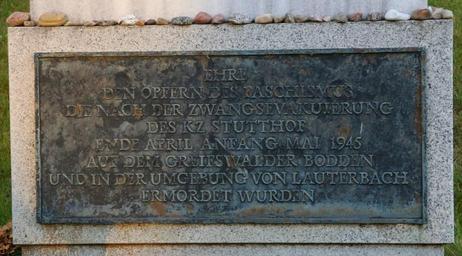 EHRE
DEN OPFERN DES FASCHISMUS
DIE NACH DER ZWANGSEVAKUIERUNG
DES KZ STUTTHOF
ENDE APRIL ANFANG MAI 1945
AUF DEM GREIFSWALDER BODDEN
UND IN DER UMGEBUNG VON LAUTERBACH
ERMORDET WURDEN